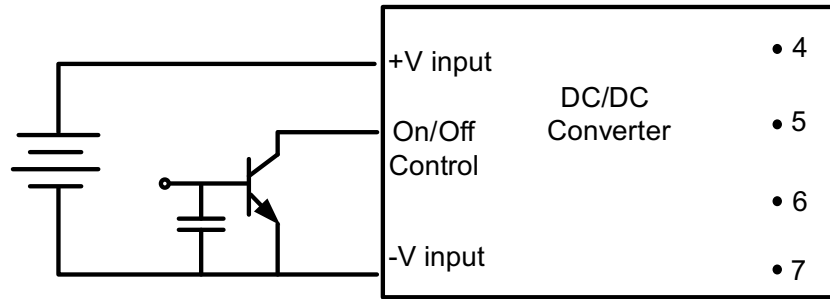 +V input
On/Off
Control
-V input
DC/DC
Converter
4
5
6
7